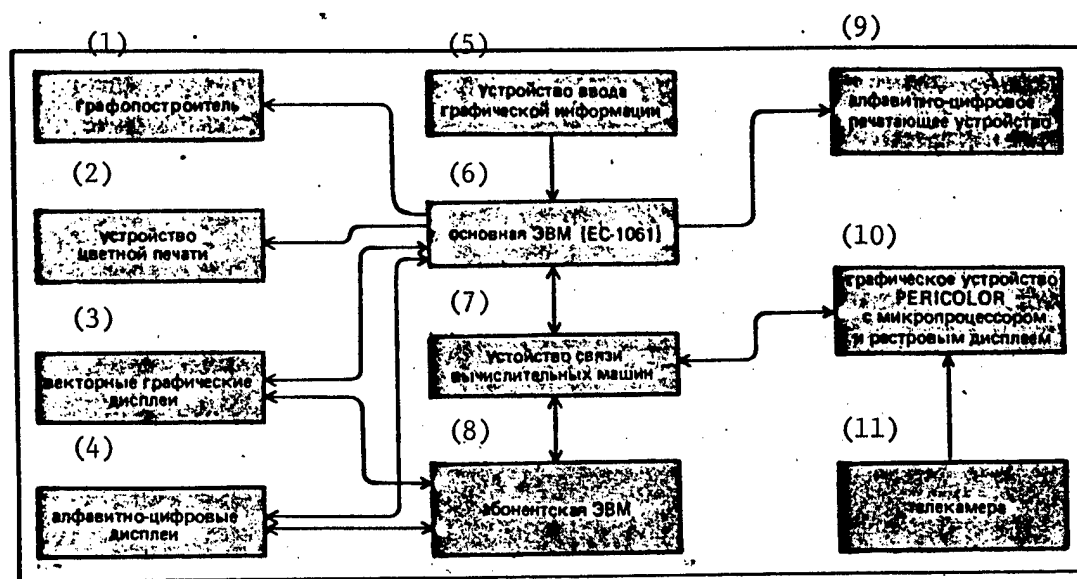 (1)
графопостроитель
(2)
устройство
цветной печати
(3)
векторные графические
дисплеи
(4)
алфавитно-цифровые
дисплеи
(5)
устройство ввода
графической информации
(6)
основная ЭВМ (ЕС-1061)
(7)
устойство связи
вычислительных машин
(8)
абонентская ЭВМ
(9)
алфавитно-цифровое
печатающее устройство
(10)
графическое устройство
PERICOLOR
с микропроцессором
и растровым дисплеем
(11)
телекамера